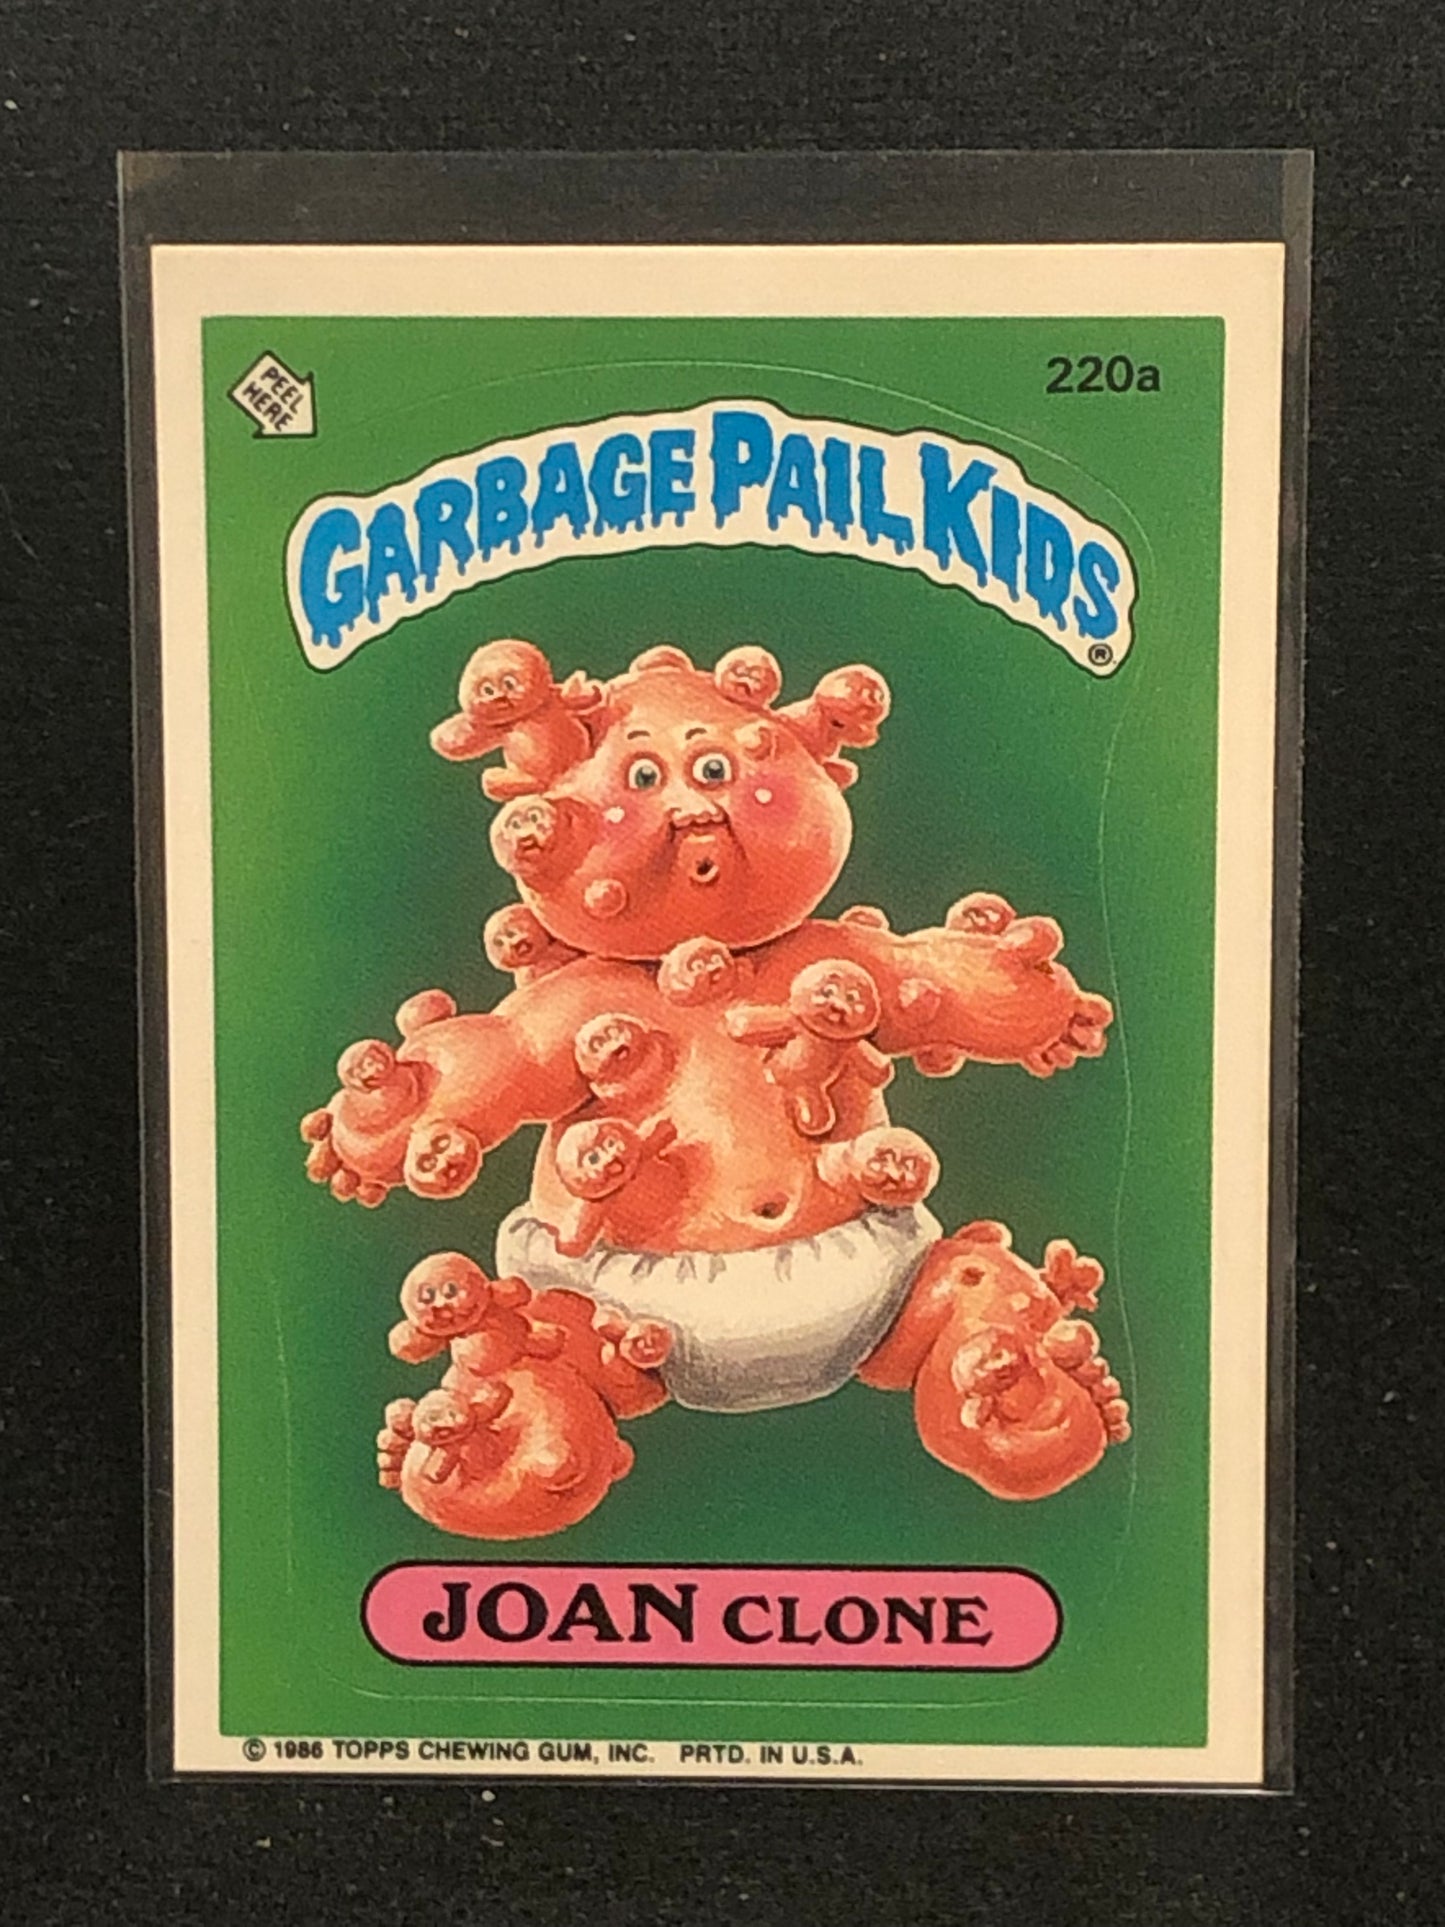 PEEL
HERE
220a
GARBAGE PAIL KIDS
®
JOAN CLONE
© 1986 TOPPS CHEWING GUM, INC. PRTD. IN U.S.A.